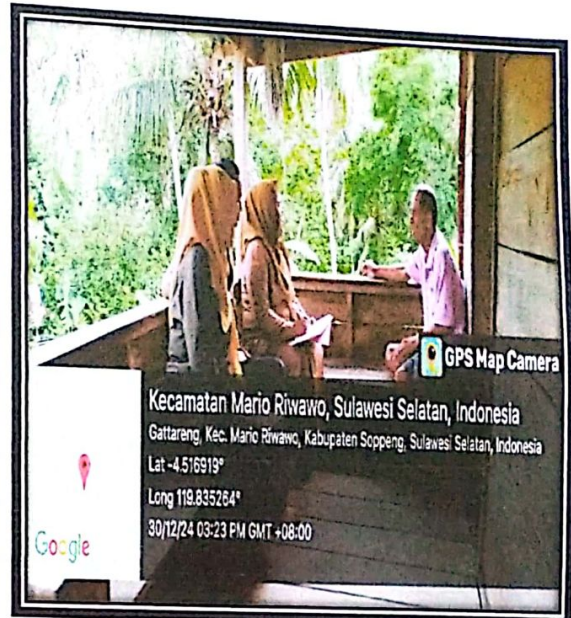 GPS Map Camera
Kecamatan Mario Riwawo, Sulawesi Selatan, Indonesia
Gattareng, Kec. Mario Riwawo, Kabupaten Soppeng, Sulawesi Selatan, Indonesia
Lat -4.516919°
Long 119.835264°
30/12/24 03:23 PM GMT +08:00
Google